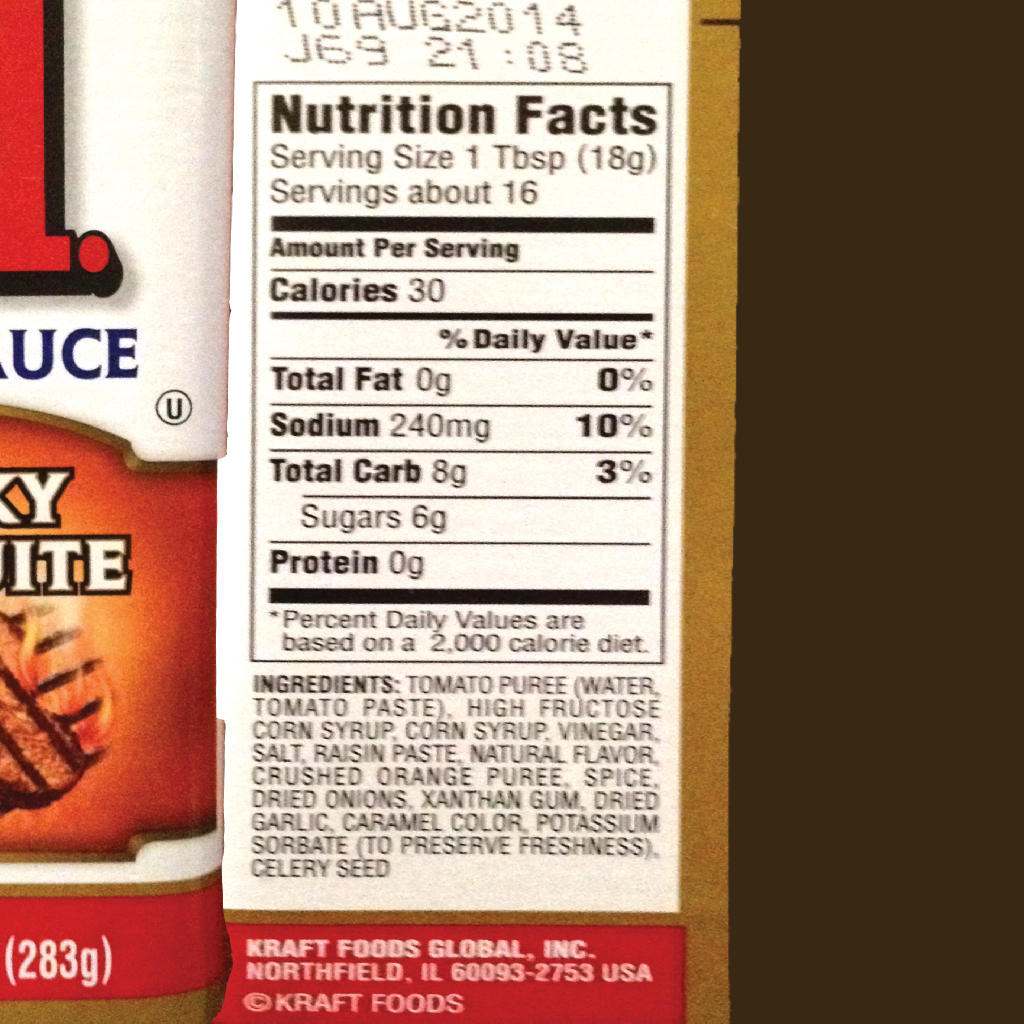 10AUG2014
J69 21:08
Nutrition Facts
Serving Size 1 Tbsp (18g)
Servings about 16
Amount Per Serving
Calories 30
% Daily Value*
Total Fat 0g 0%
Sodium 240mg 10%
Total Carb 8g 3%
Sugars 6g
Protein 0g
*Percent Daily Values are
based on a 2,000 calorie diet.
INGREDIENTS: TOMATO PUREE (WATER,
TOMATO PASTE), HIGH FRUCTOSE
CORN SYRUP, CORN SYRUP, VINEGAR,
SALT, RAISIN PASTE, NATURAL FLAVOR,
CRUSHED ORANGE PUREE, SPICE,
DRIED ONIONS, XANTHAN GUM, DRIED
GARLIC, CARAMEL COLOR, POTASSIUM
SORBATE (TO PRESERVE FRESHNESS),
CELERY SEED
KRAFT FOODS GLOBAL, INC.
NORTHFIELD, IL 60093-2753 USA
©KRAFT FOODS
AUCE
U
KY
UITE
(283g)